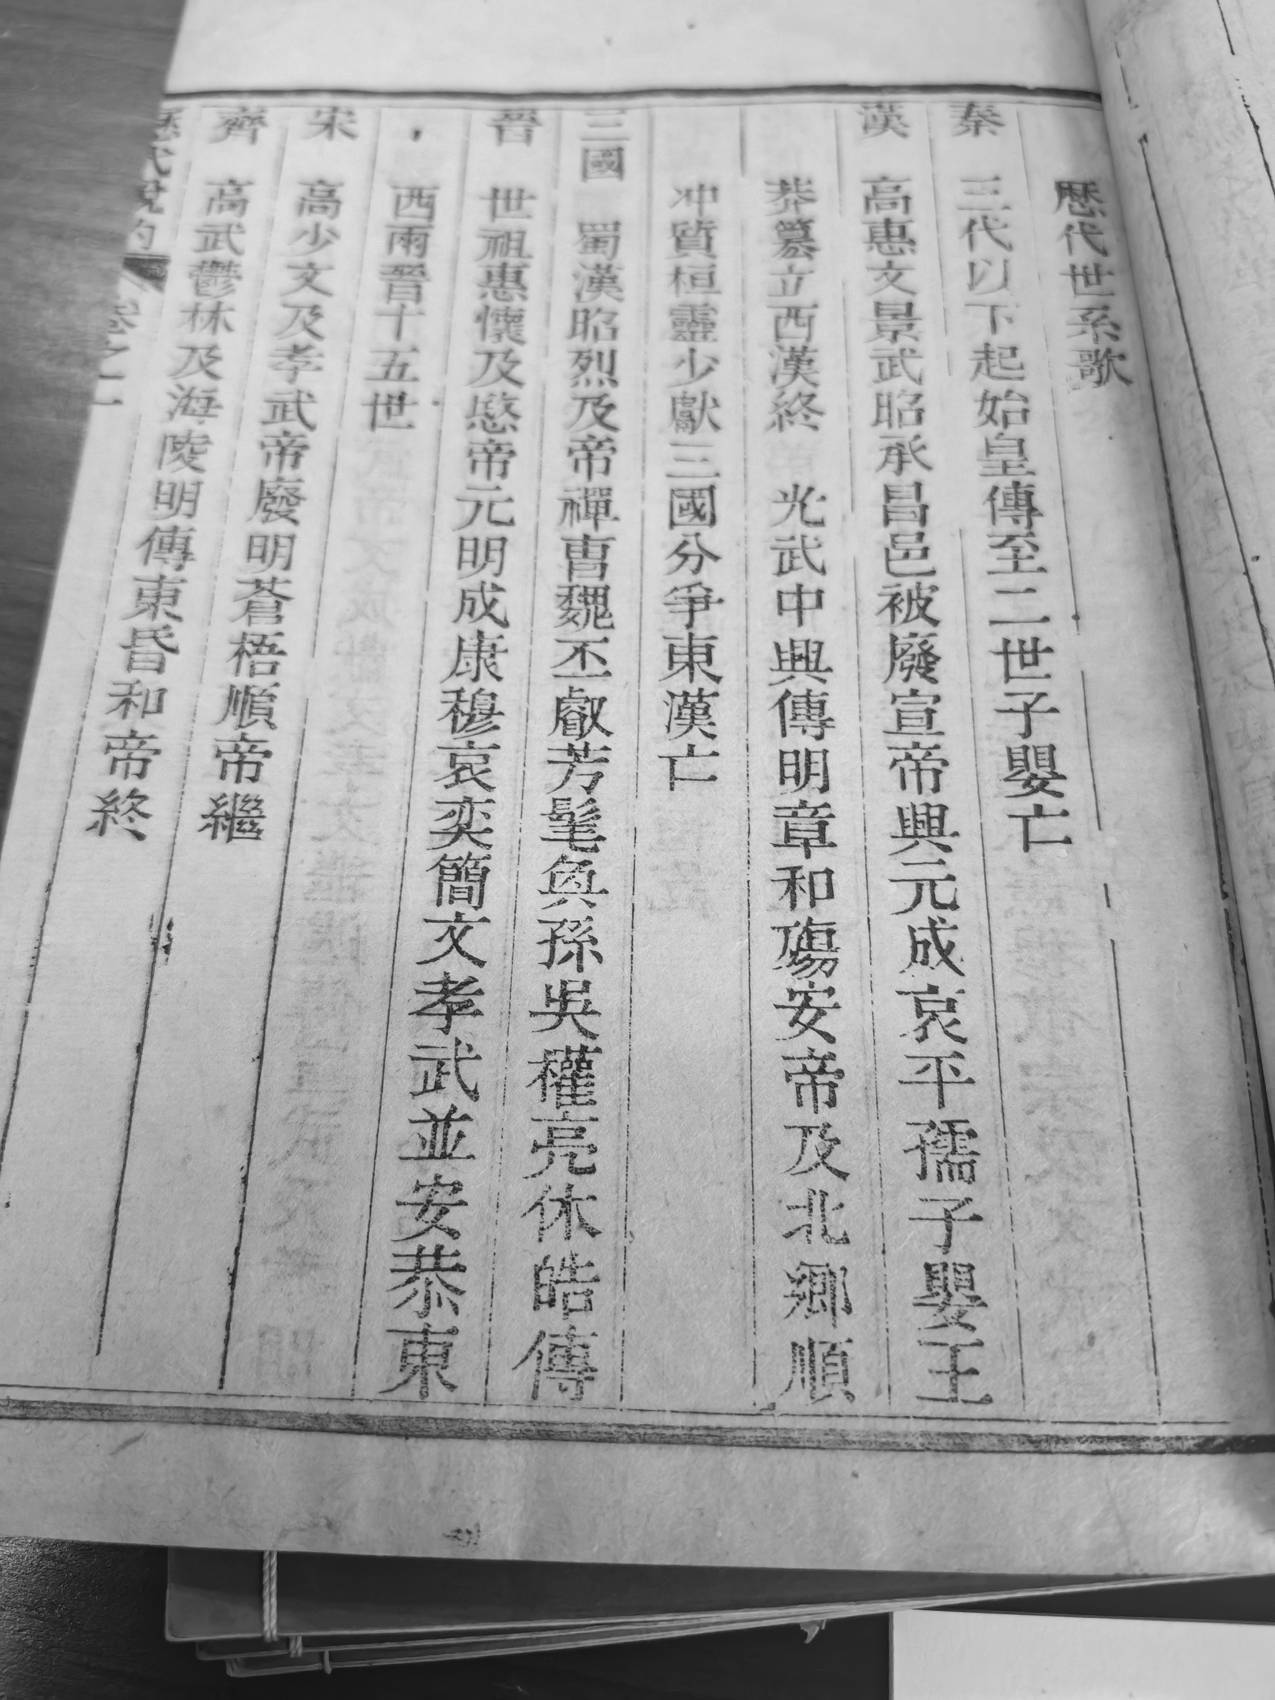 歷代世系歌
秦 三代以下起始皇傳至二世子嬰亡
漢 高惠文景武昭承昌邑被廢宣帝興元成哀平孺子嬰王
莽篡立西漢終 光武中興傳明章和殤安帝及北鄉順
冲質桓靈少獻三國分爭東漢亡
三國 蜀漢昭烈及帝禪曹魏丕叡芳髦奐孫吳權亮休皓傳
晉 世祖惠懷及愍帝元明成康穆哀奕簡文孝武並安恭東
西兩晉十五世
宋 高少文及孝武帝廢明蒼梧順帝繼
齊 高武鬱林及海陵明傳東昏和帝終
歷代說約 卷之一